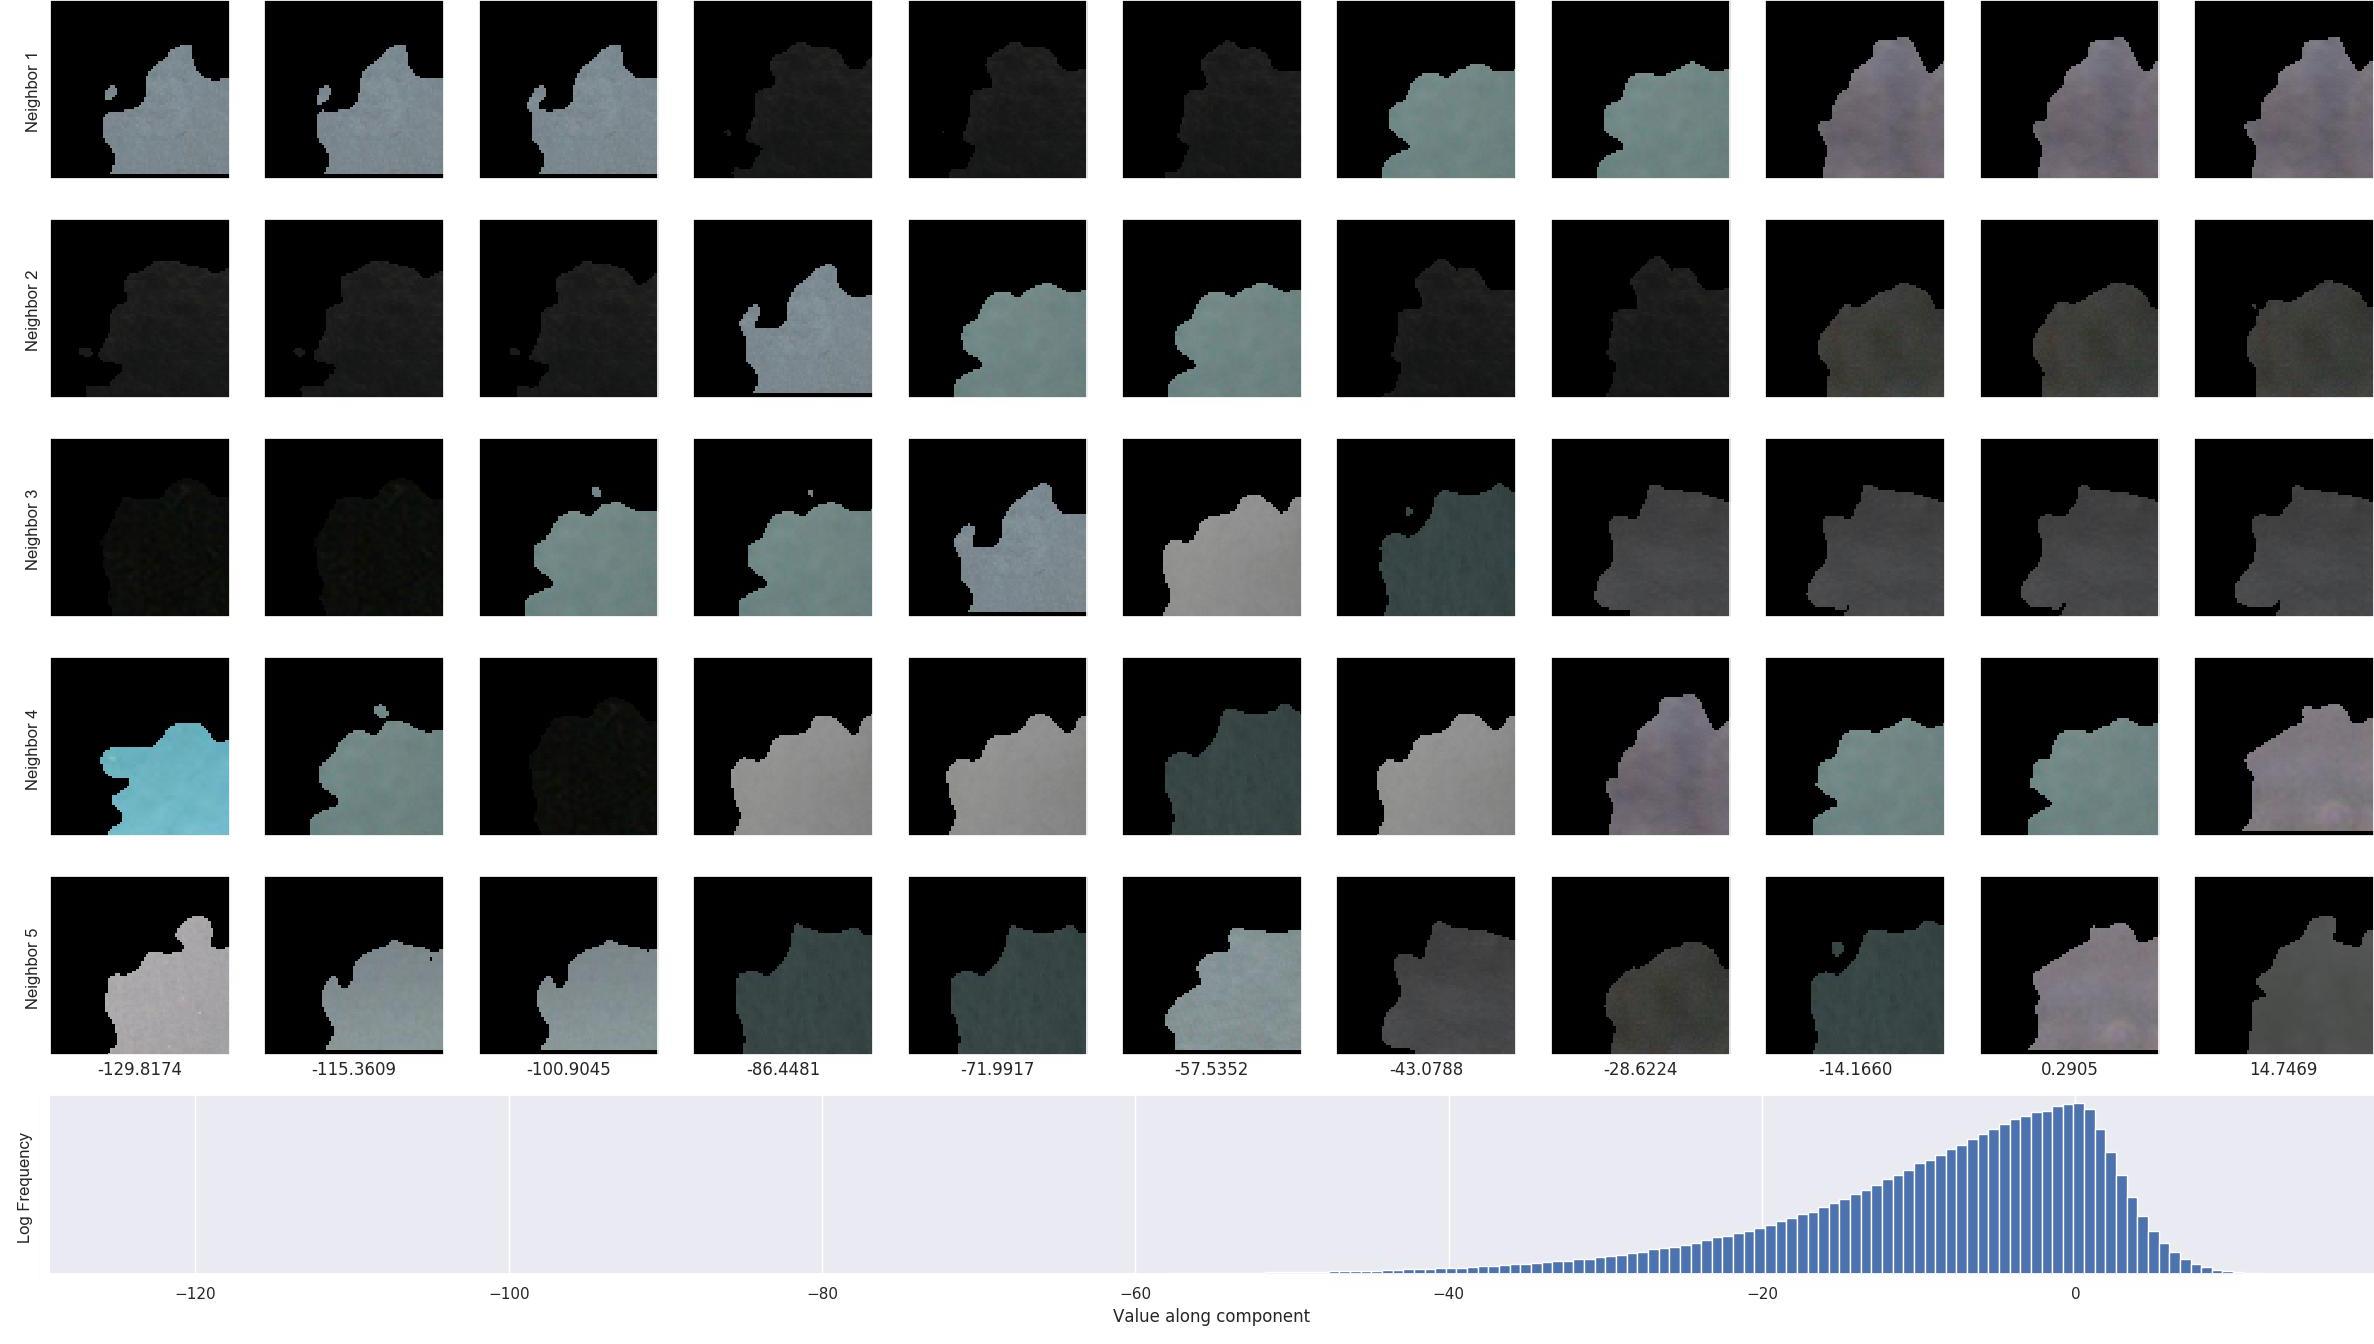 Neighbor 1
Neighbor 2
Neighbor 3
Neighbor 4
Neighbor 5
-129.8174 -115.3609 -100.9045 -86.4481 -71.9917 -57.5352 -43.0788 -28.6224 -14.1660 0.2905 14.7469
Log Frequency
−120 −100 −80 −60 −40 −20 0
Value along component